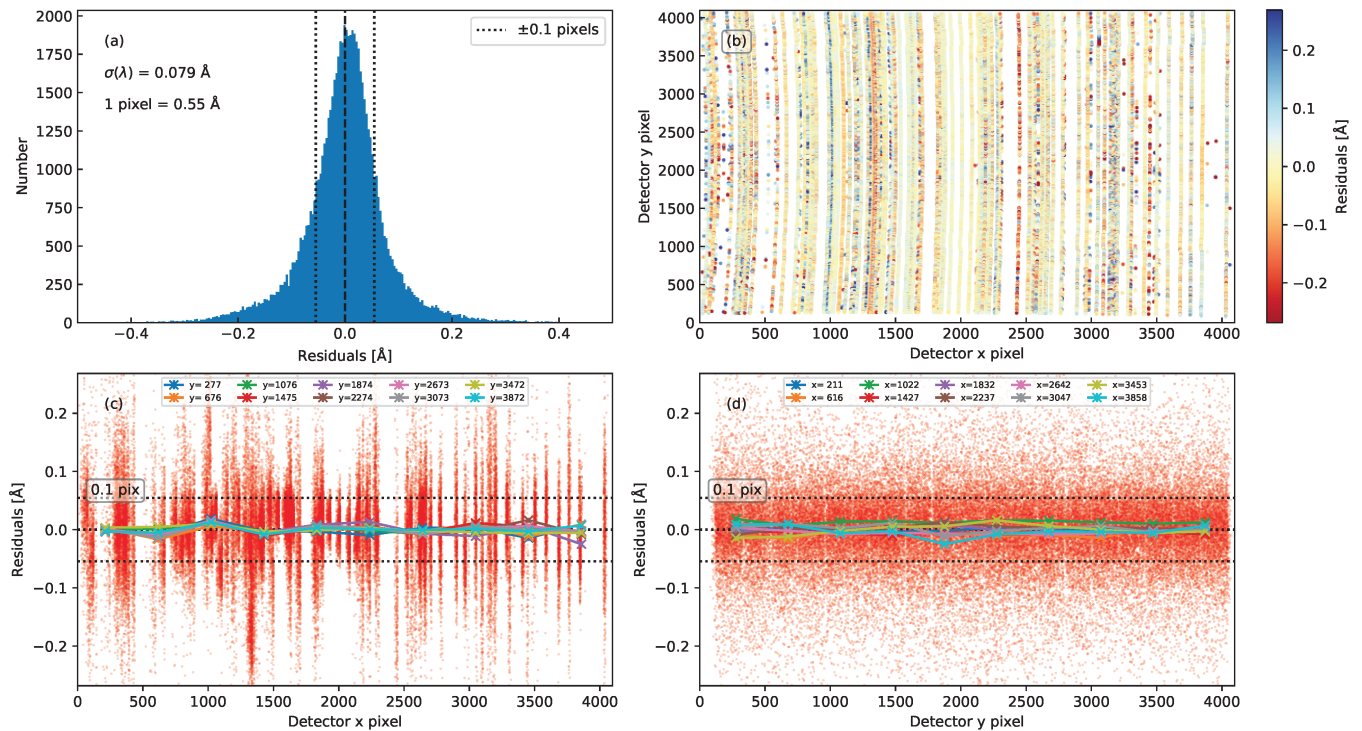 2000
1750
1500
1250
1000
750
500
250
0
Number
(a)
σ(λ) = 0.079 Å
1 pixel = 0.55 Å
±0.1 pixels
−0.4 −0.2 0.0 0.2 0.4
Residuals [Å]
4000
3500
3000
2500
2000
1500
1000
500
0
Detector y pixel
(b)
0 500 1000 1500 2000 2500 3000 3500 4000
Detector x pixel
0.2
0.1
0.0
−0.1
−0.2
Residuals [Å]
(c)
y= 277 y=1076 y=1874 y=2673 y=3472
y= 676 y=1475 y=2274 y=3073 y=3872
0.2
0.1
0.0
−0.1
−0.2
Residuals [Å]
0.1 pix
0 500 1000 1500 2000 2500 3000 3500 4000
Detector x pixel
(d)
x= 211 x=1022 x=1832 x=2642 x=3453
x= 616 x=1427 x=2237 x=3047 x=3858
0.2
0.1
0.0
−0.1
−0.2
Residuals [Å]
0.1 pix
0 500 1000 1500 2000 2500 3000 3500 4000
Detector y pixel